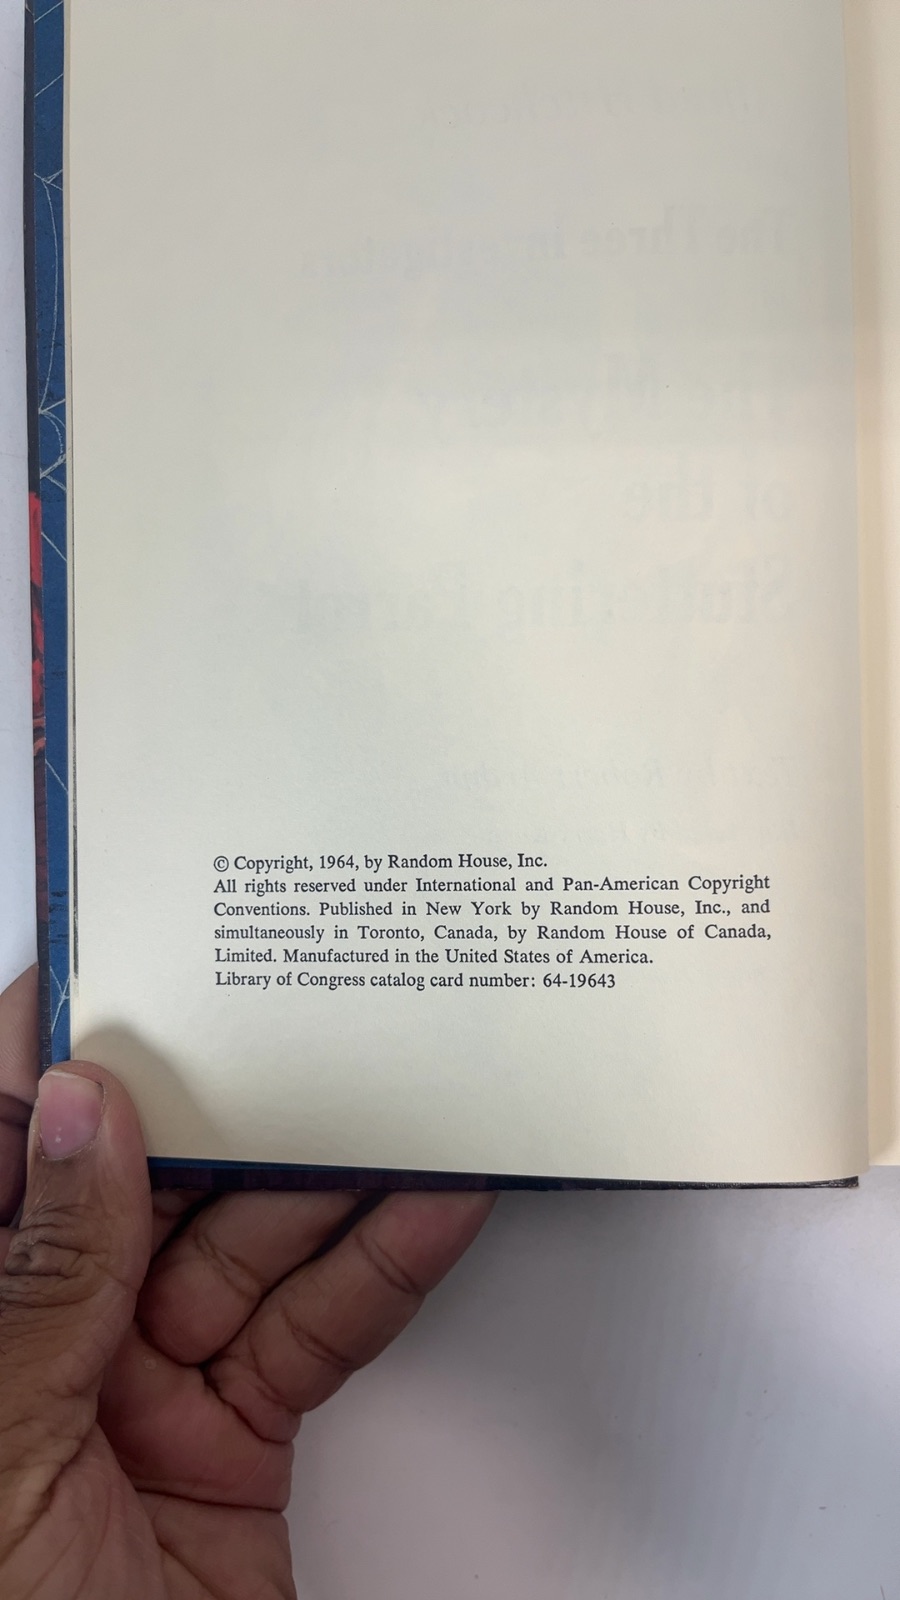 © Copyright, 1964, by Random House, Inc.
All rights reserved under International and Pan-American Copyright
Conventions. Published in New York by Random House, Inc., and
simultaneously in Toronto, Canada, by Random House of Canada,
Limited. Manufactured in the United States of America.
Library of Congress catalog card number: 64-19643